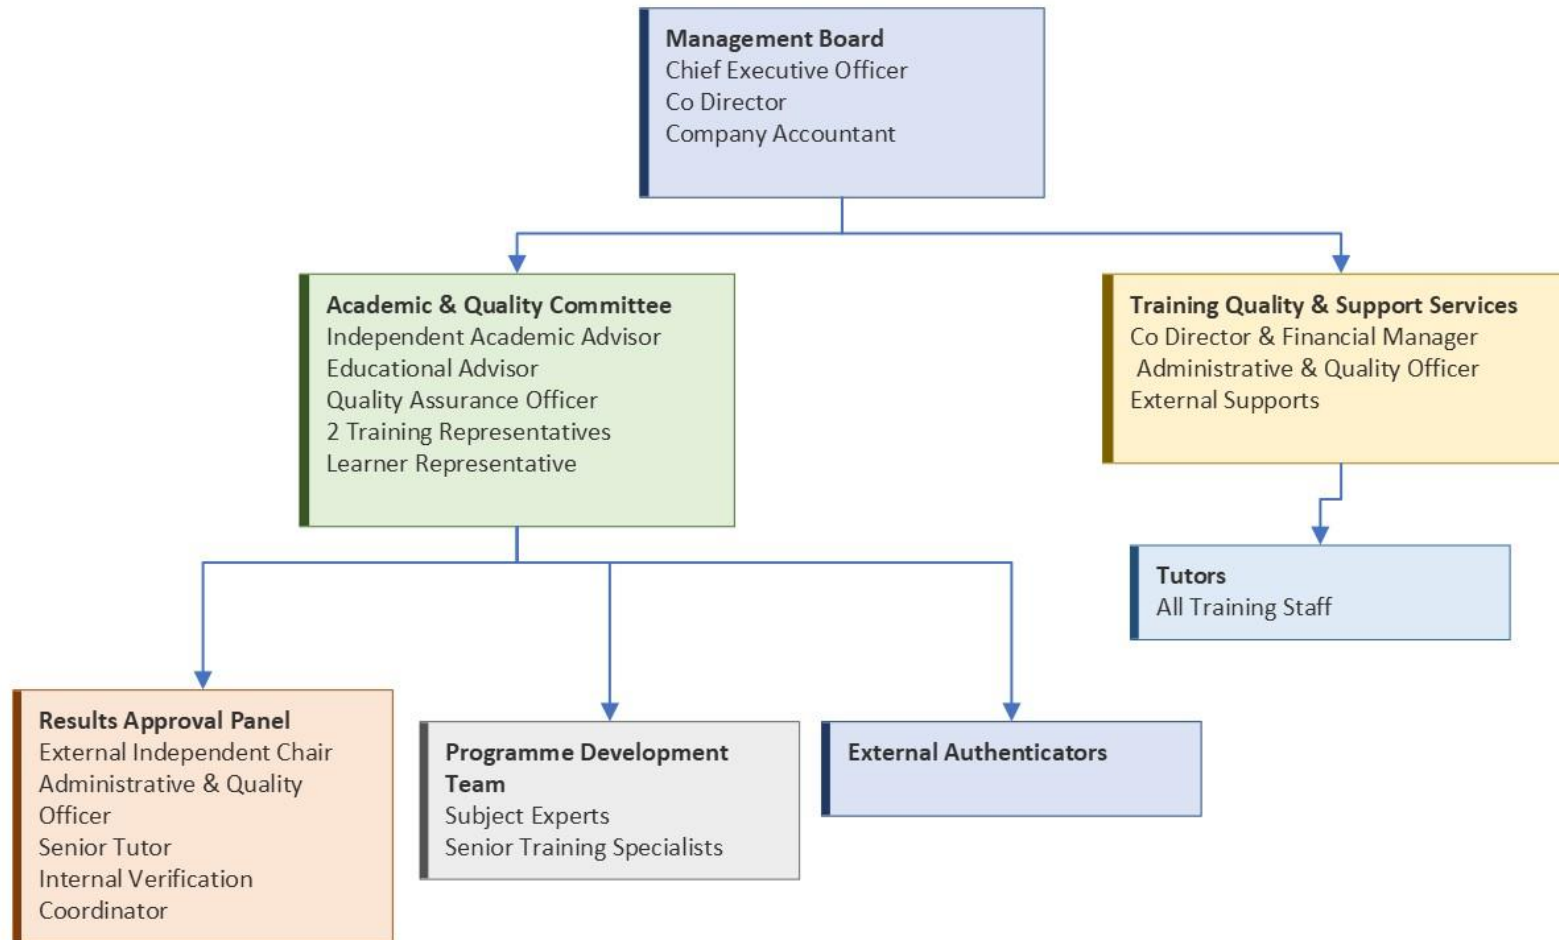 Management Board
Chief Executive Officer
Co Director
Company Accountant
Academic & Quality Committee
Independent Academic Advisor
Educational Advisor
Quality Assurance Officer
2 Training Representatives
Learner Representative
Training Quality & Support Services
Co Director & Financial Manager
Administrative & Quality Officer
External Supports
Tutors
All Training Staff
Results Approval Panel
External Independent Chair
Administrative & Quality
Officer
Senior Tutor
Internal Verification
Coordinator
Programme Development
Team
Subject Experts
Senior Training Specialists
External Authenticators